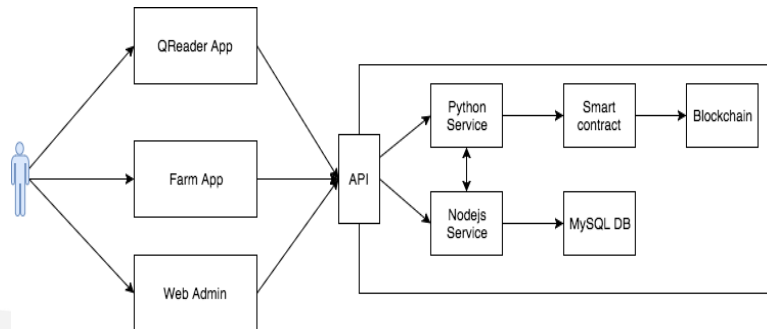 QReader App
Farm App
Web Admin
API
Python
Service
Smart
contract
Blockchain
Nodejs
Service
MySQL DB